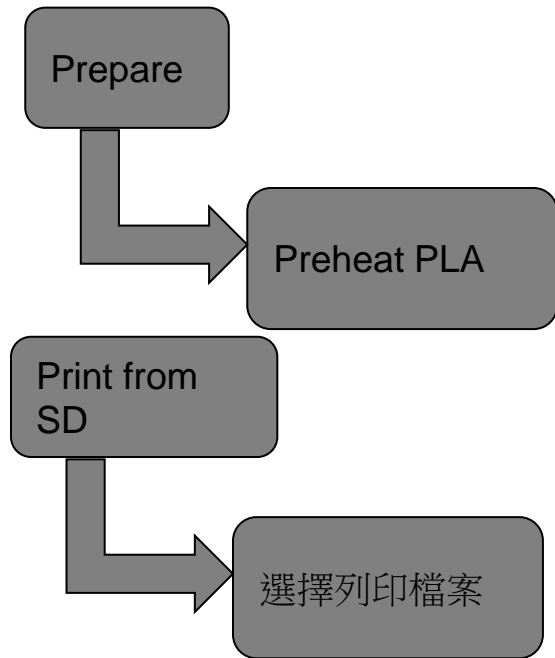 Prepare
Preheat PLA
Print from
SD
選擇列印檔案